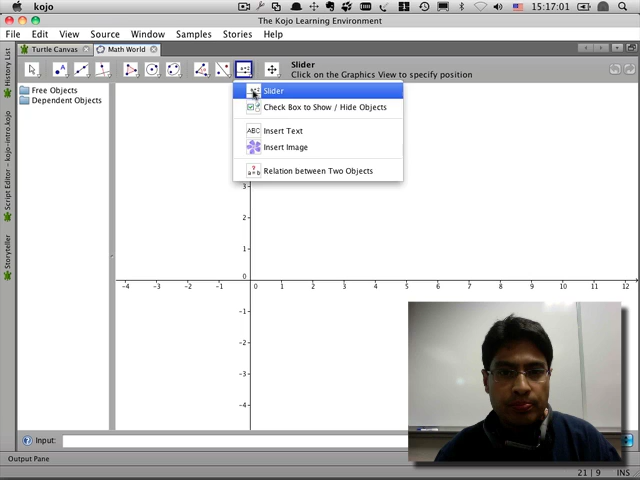 kojo 15:17:01
The Kojo Learning Environment
File Edit View Source Window Samples Stories Help
Turtle Canvas Math World
Slider
Click on the Graphics View to specify position
Free Objects
Dependent Objects
Slider
Check Box to Show / Hide Objects
ABC Insert Text
Insert Image
Relation between Two Objects
History List
Script Editor - kojo-intro.kojo
Storyteller
3
2
1
0
-4 -3 -2 -1 0 1 2 3 4 5 6 7 8 9 10 11 12
-1
-2
-3
-4
Input:
Output Pane
21 | 9 INS